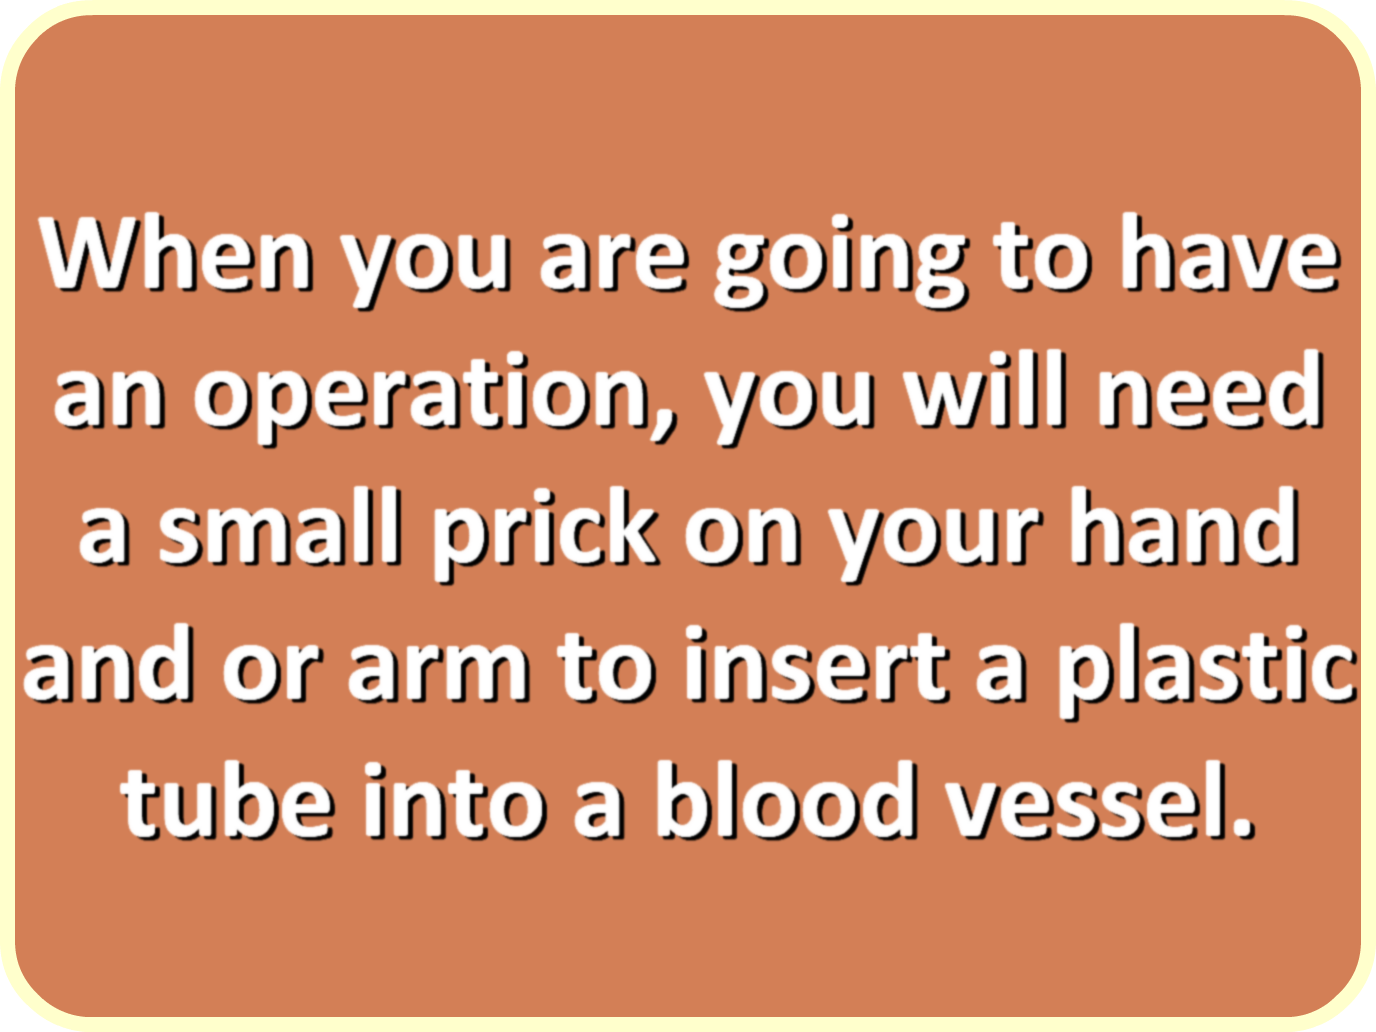 When you are going to have
an operation, you will need
a small prick on your hand
and or arm to insert a plastic
tube into a blood vessel.